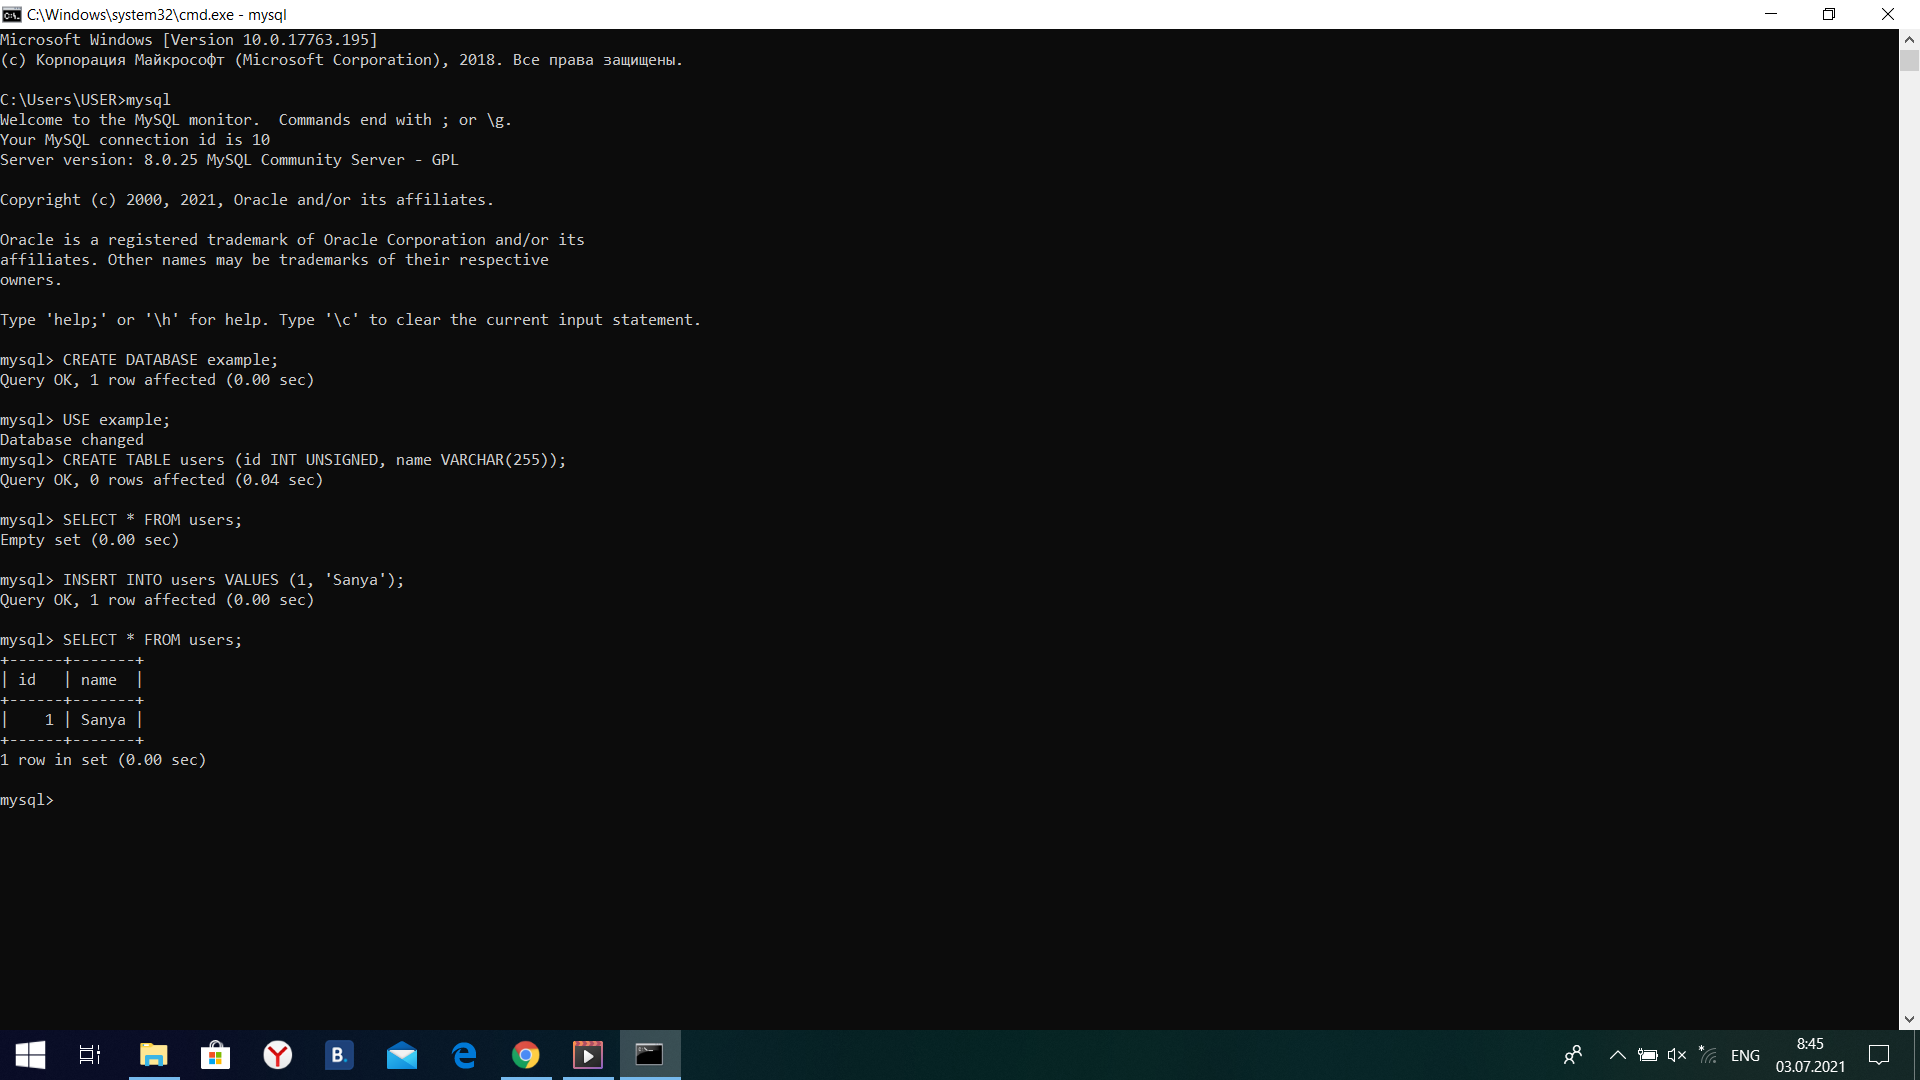 C:\Windows\system32\cmd.exe - mysql
Microsoft Windows [Version 10.0.17763.195]
(c) Корпорация Майкрософт (Microsoft Corporation), 2018. Все права защищены.
C:\Users\USER>mysql
Welcome to the MySQL monitor.  Commands end with ; or \g.
Your MySQL connection id is 10
Server version: 8.0.25 MySQL Community Server - GPL
Copyright (c) 2000, 2021, Oracle and/or its affiliates.
Oracle is a registered trademark of Oracle Corporation and/or its
affiliates. Other names may be trademarks of their respective
owners.
Type 'help;' or '\h' for help. Type '\c' to clear the current input statement.
mysql> CREATE DATABASE example;
Query OK, 1 row affected (0.00 sec)
mysql> USE example;
Database changed
mysql> CREATE TABLE users (id INT UNSIGNED, name VARCHAR(255));
Query OK, 0 rows affected (0.04 sec)
mysql> SELECT * FROM users;
Empty set (0.00 sec)
mysql> INSERT INTO users VALUES (1, 'Sanya');
Query OK, 1 row affected (0.00 sec)
mysql> SELECT * FROM users;
+------+-------+
| id   | name  |
+------+-------+
|    1 | Sanya |
+------+-------+
1 row in set (0.00 sec)
mysql>
B.
ENG
8:45
03.07.2021